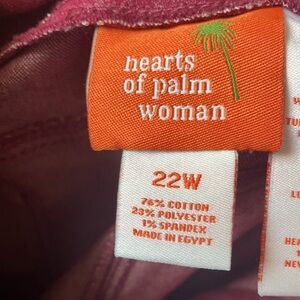 hearts
of palm
woman
22W
76% COTTON
23% POLYESTER
1% SPANDEX
MADE IN EGYPT